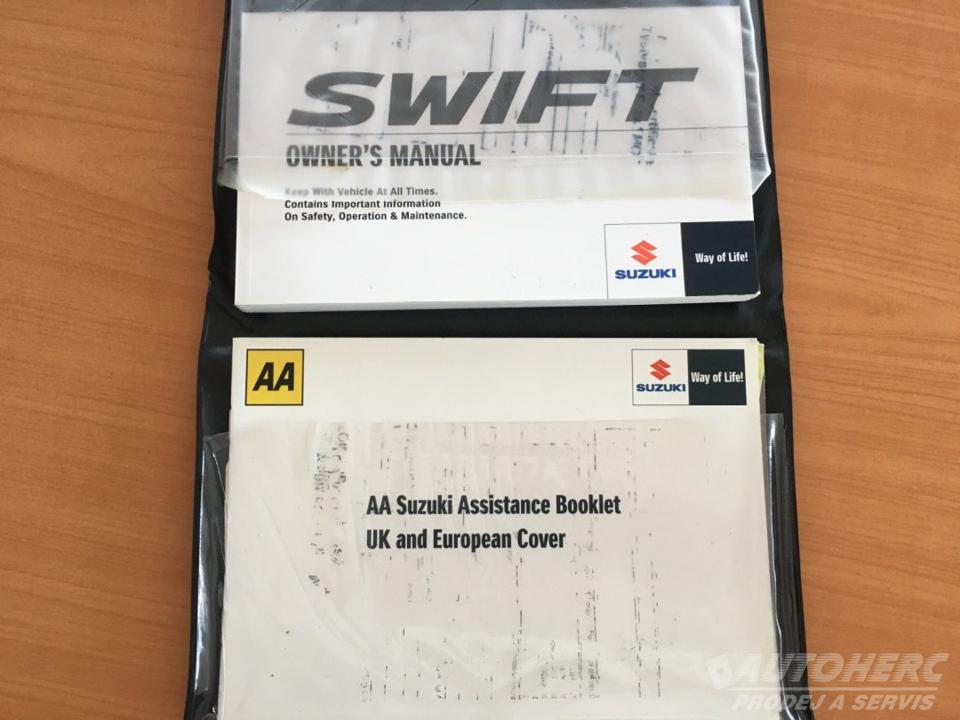 SWIFT
OWNER'S MANUAL
Keep With Vehicle At All Times.
Contains Important Information
On Safety, Operation & Maintenance.
SUZUKI
Way of Life!
AA
SUZUKI
Way of Life!
AA Suzuki Assistance Booklet
UK and European Cover
AUTOHERC
PRODEJ A SERVIS